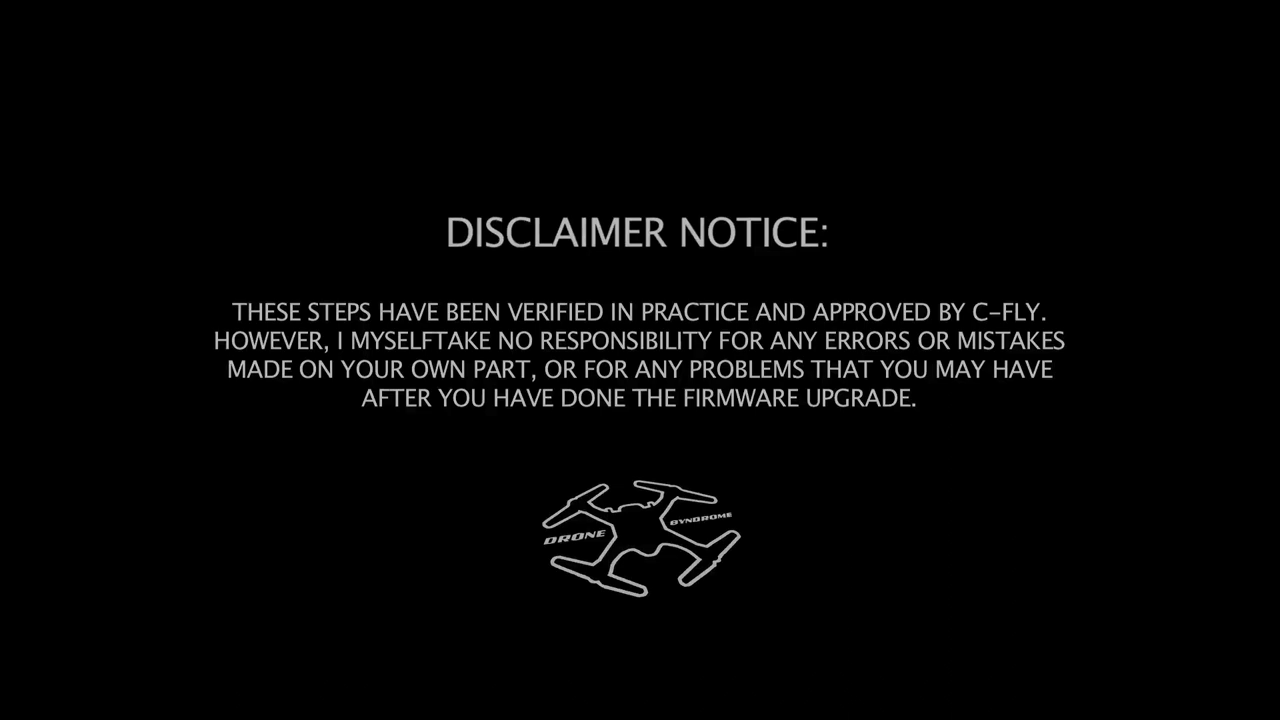 DISCLAIMER NOTICE:
THESE STEPS HAVE BEEN VERIFIED IN PRACTICE AND APPROVED BY C-FLY.
HOWEVER, I MYSELFTAKE NO RESPONSIBILITY FOR ANY ERRORS OR MISTAKES
MADE ON YOUR OWN PART, OR FOR ANY PROBLEMS THAT YOU MAY HAVE
AFTER YOU HAVE DONE THE FIRMWARE UPGRADE.
DRONE SYNDROME